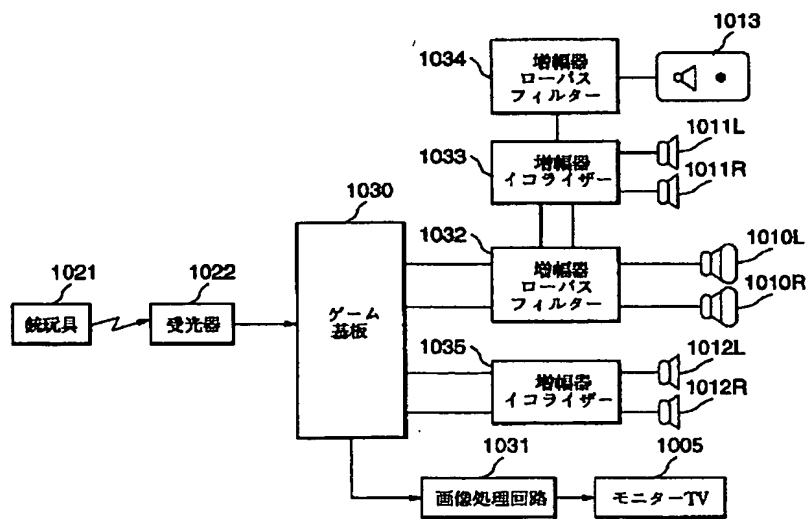 1013
1034
増幅器
ローパス
フィルター
1011L
1033
増幅器
イコライザー
1011R
1030
1032
増幅器
ローパス
フィルター
1010L
1010R
1021
1022
銃玩具
受光器
ゲーム
基板
1035
増幅器
イコライザー
1012L
1012R
1031
1005
画像処理回路
モニターTV